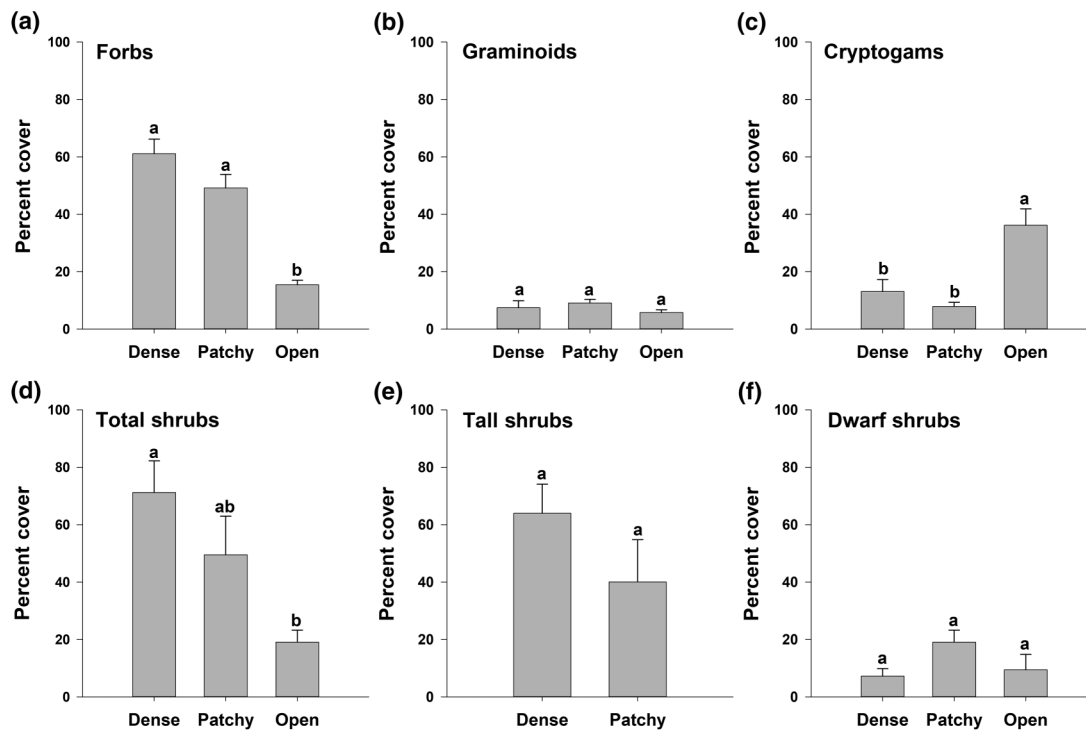 (a)
Forbs
Percent cover
100
80
60
40
20
0
a
a
b
Dense Patchy Open
(b)
Graminoids
Percent cover
100
80
60
40
20
0
a
a
a
Dense Patchy Open
(c)
Cryptogams
Percent cover
100
80
60
40
20
0
b
b
a
Dense Patchy Open
(d)
Total shrubs
Percent cover
100
80
60
40
20
0
a
ab
b
Dense Patchy Open
(e)
Tall shrubs
Percent cover
100
80
60
40
20
0
a
a
Dense Patchy
(f)
Dwarf shrubs
Percent cover
100
80
60
40
20
0
a
a
a
Dense Patchy Open